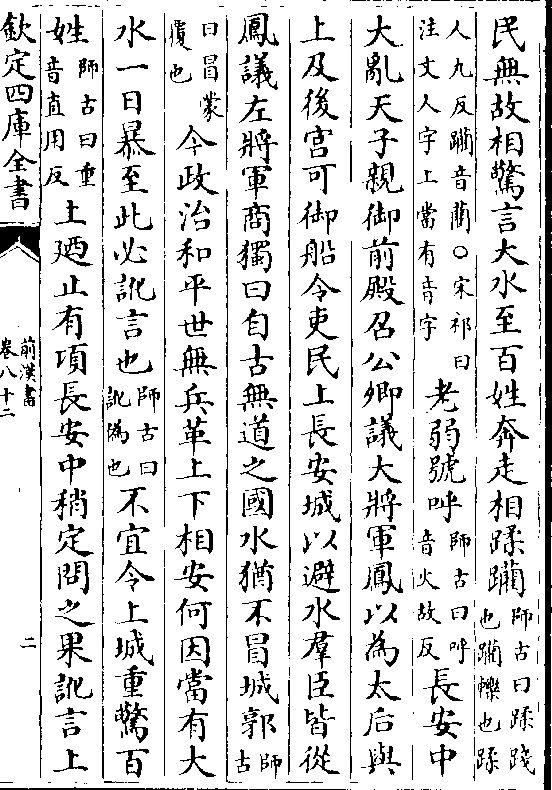 民無故相驚言大水至百姓奔走相蹂躪師古曰蹂踐也躪轢也蹂
人九反躪音藺○宋祁曰注文人字上當有音字老弱號呼師古曰呼音火故反長安中
大亂天子親御前殿召公卿議大將軍鳳以為太后與
上及後宮可御船令吏民上長安城以避水羣臣皆從
鳳議左將軍商獨曰自古無道之國水猶不冒城郭師古
曰冒蒙覆也今政治和平世無兵革上下相安何因當有大
水一日暴至此必訛言也師古曰訛偽也不宜令上城重驚百
姓師古曰重音直用反上廼止有頃長安中稍定問之果訛言上
欽定四庫全書
前漢書
卷八十二
二